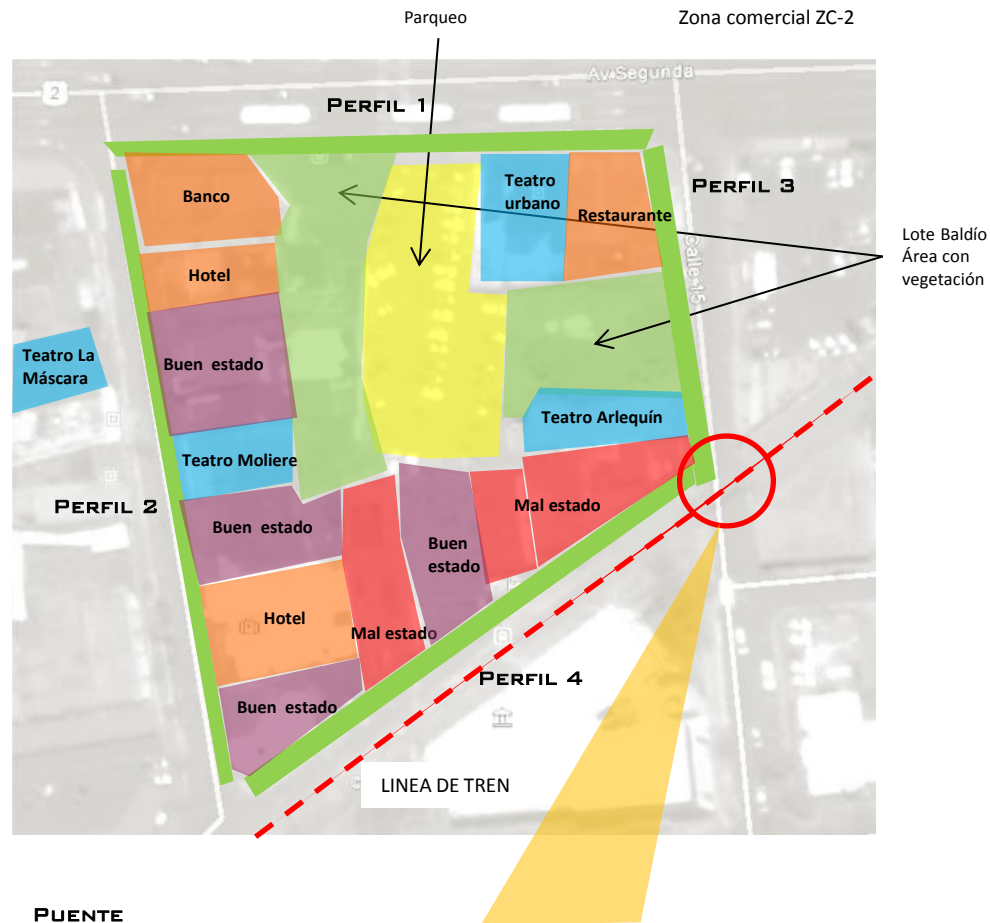 Parqueo
Zona comercial ZC-2
Av Segunda
2
PERFIL 1
Banco
Teatro
urbano
Restaurante
PERFIL 3
Calle 15
Lote Baldío
Área con
vegetación
Hotel
Buen estado
Teatro La
Máscara
Teatro Arlequín
Teatro Moliere
PERFIL 2
Buen estado
Mal estado
Buen
estado
Hotel
Mal estado
PERFIL 4
Buen estado
LINEA DE TREN
PUENTE